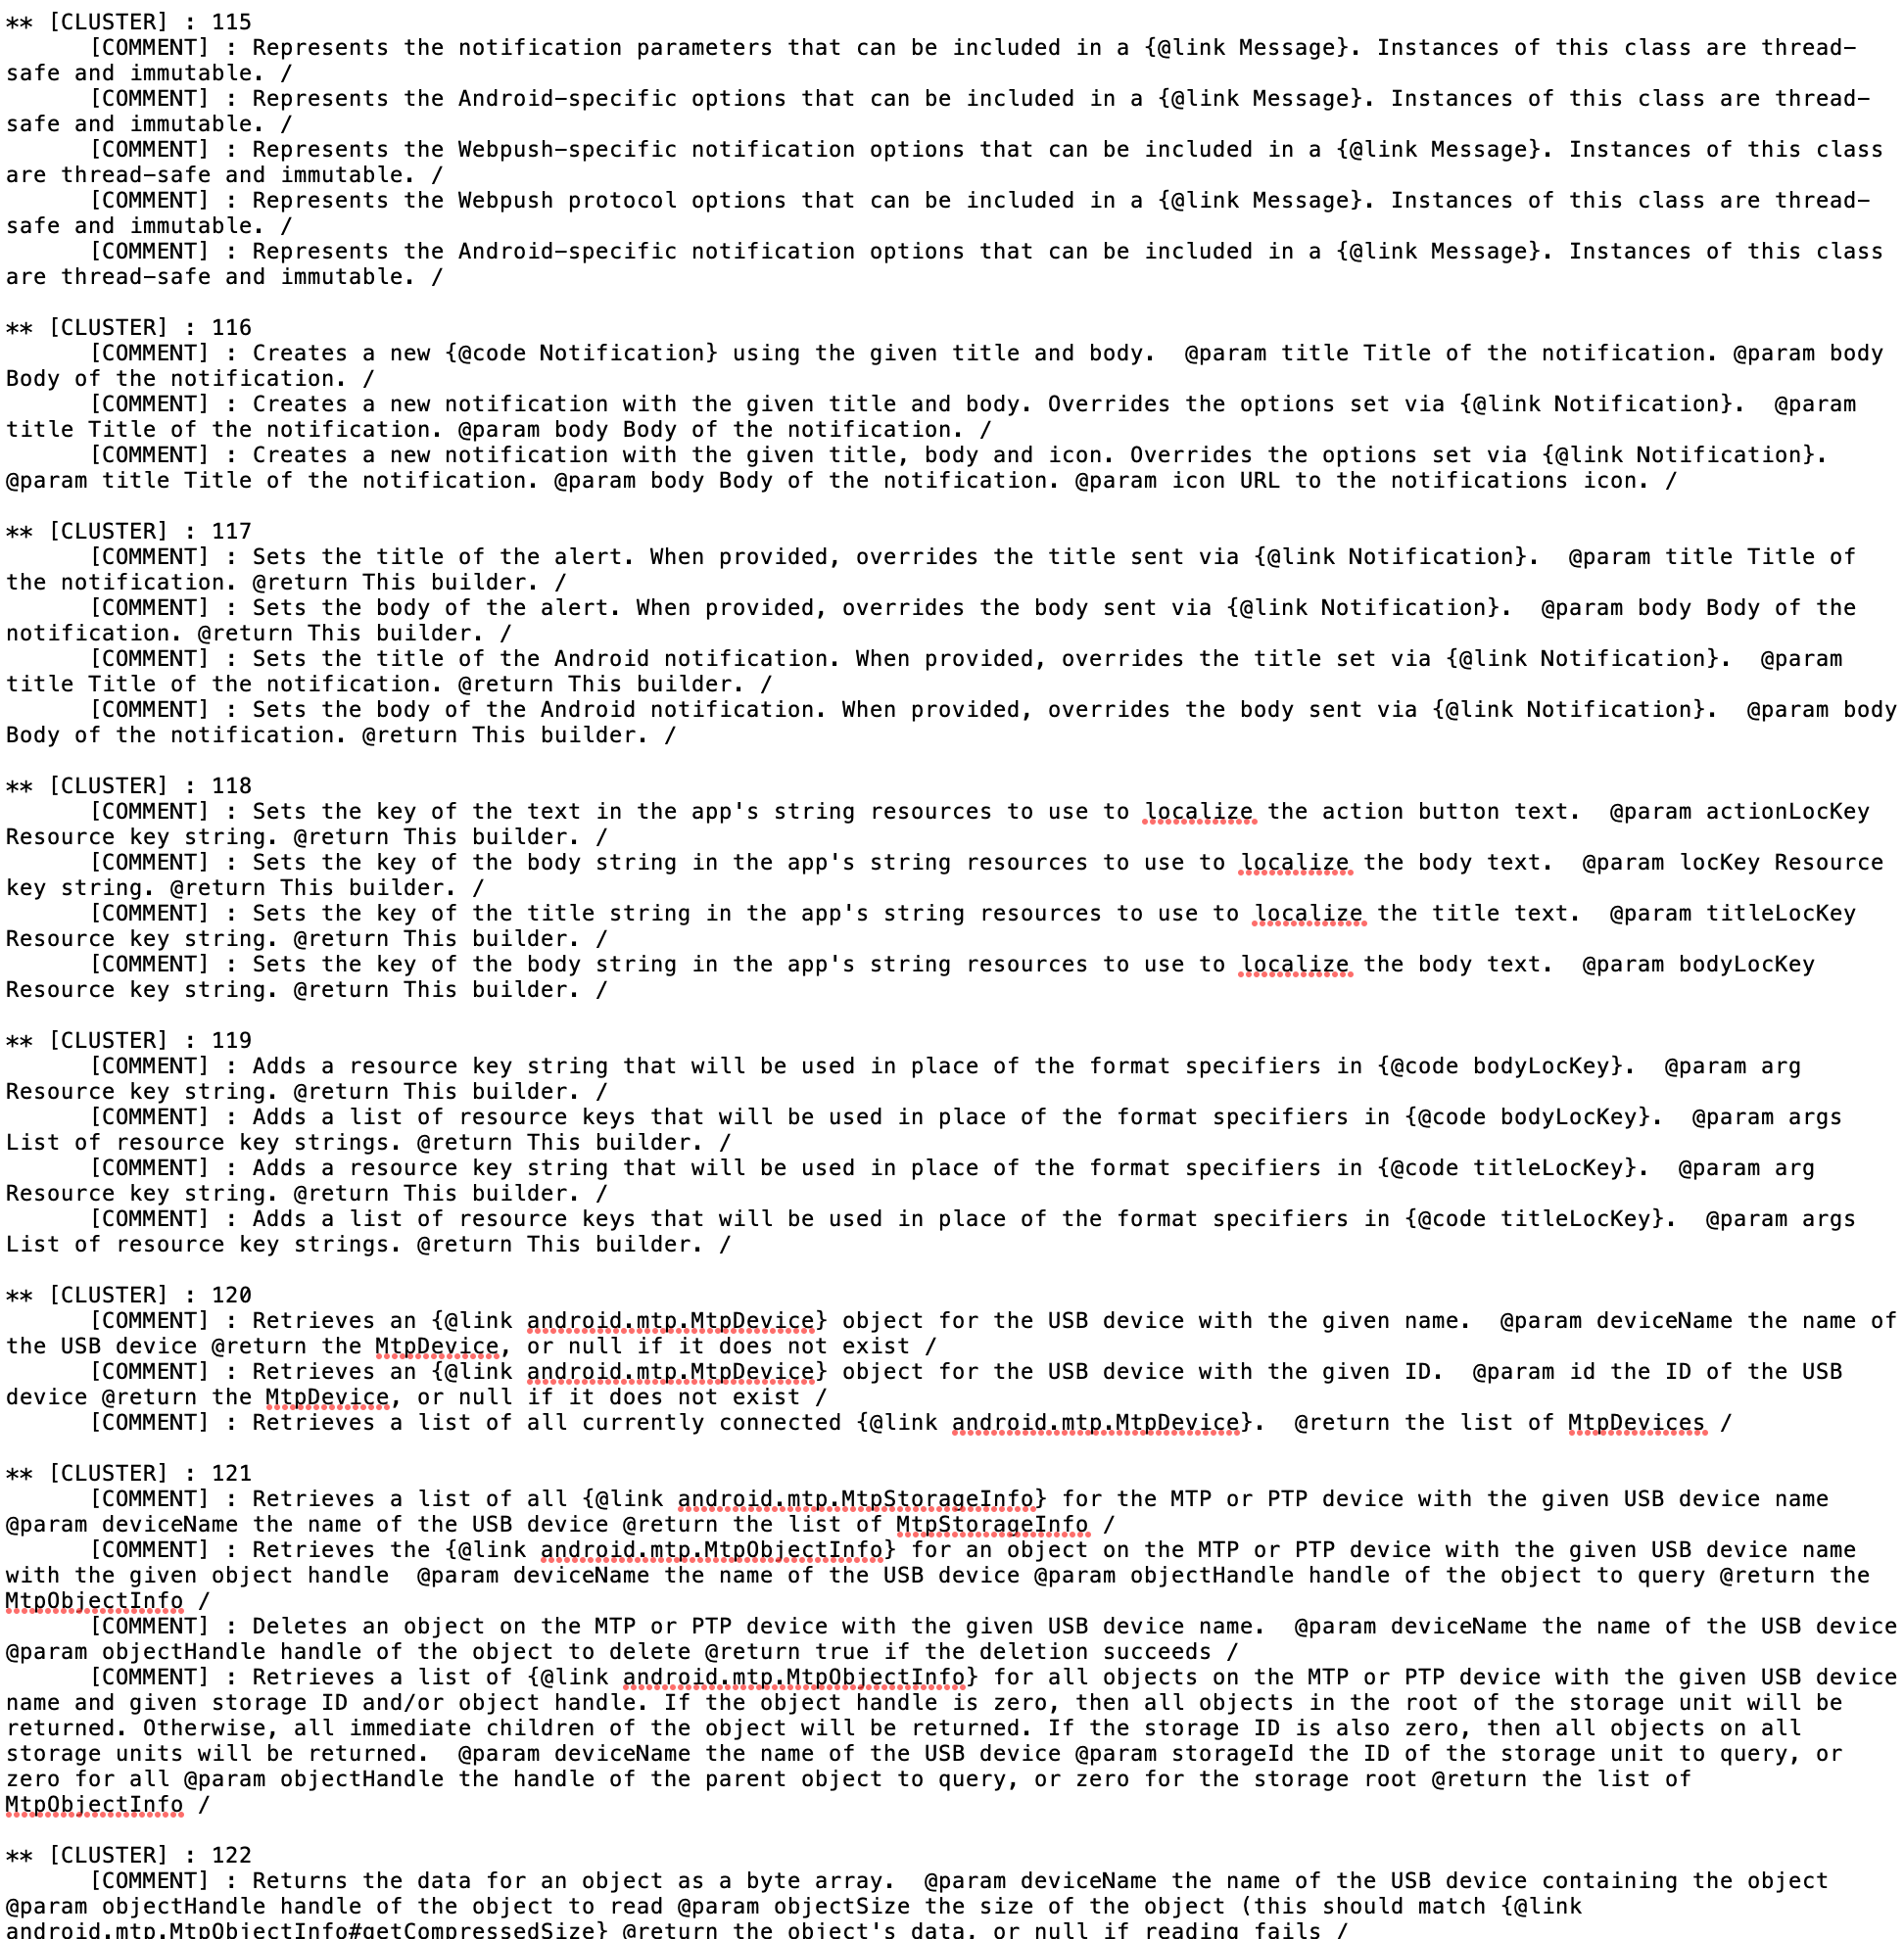 ** [CLUSTER] : 115
[COMMENT] : Represents the notification parameters that can be included in a {@link Message}. Instances of this class are thread-
safe and immutable. /
[COMMENT] : Represents the Android-specific options that can be included in a {@link Message}. Instances of this class are thread-
safe and immutable. /
[COMMENT] : Represents the Webpush-specific notification options that can be included in a {@link Message}. Instances of this class
are thread-safe and immutable. /
[COMMENT] : Represents the Webpush protocol options that can be included in a {@link Message}. Instances of this class are thread-
safe and immutable. /
[COMMENT] : Represents the Android-specific notification options that can be included in a {@link Message}. Instances of this class
are thread-safe and immutable. /

** [CLUSTER] : 116
[COMMENT] : Creates a new {@code Notification} using the given title and body.  @param title Title of the notification. @param body
Body of the notification. /
[COMMENT] : Creates a new notification with the given title and body. Overrides the options set via {@link Notification}.  @param
title Title of the notification. @param body Body of the notification. /
[COMMENT] : Creates a new notification with the given title, body and icon. Overrides the options set via {@link Notification}.
@param title Title of the notification. @param body Body of the notification. @param icon URL to the notifications icon. /

** [CLUSTER] : 117
[COMMENT] : Sets the title of the alert. When provided, overrides the title sent via {@link Notification}.  @param title Title of
the notification. @return This builder. /
[COMMENT] : Sets the body of the alert. When provided, overrides the body sent via {@link Notification}.  @param body Body of the
notification. @return This builder. /
[COMMENT] : Sets the title of the Android notification. When provided, overrides the title set via {@link Notification}.  @param
title Title of the notification. @return This builder. /
[COMMENT] : Sets the body of the Android notification. When provided, overrides the body sent via {@link Notification}.  @param body
Body of the notification. @return This builder. /

** [CLUSTER] : 118
[COMMENT] : Sets the key of the text in the app's string resources to use to localize the action button text.  @param actionLocKey
Resource key string. @return This builder. /
[COMMENT] : Sets the key of the body string in the app's string resources to use to localize the body text.  @param locKey Resource
key string. @return This builder. /
[COMMENT] : Sets the key of the title string in the app's string resources to use to localize the title text.  @param titleLocKey
Resource key string. @return This builder. /
[COMMENT] : Sets the key of the body string in the app's string resources to use to localize the body text.  @param bodyLocKey
Resource key string. @return This builder. /

** [CLUSTER] : 119
[COMMENT] : Adds a resource key string that will be used in place of the format specifiers in {@code bodyLocKey}.  @param arg
Resource key string. @return This builder. /
[COMMENT] : Adds a list of resource keys that will be used in place of the format specifiers in {@code bodyLocKey}.  @param args
List of resource key strings. @return This builder. /
[COMMENT] : Adds a resource key string that will be used in place of the format specifiers in {@code titleLocKey}.  @param arg
Resource key string. @return This builder. /
[COMMENT] : Adds a list of resource keys that will be used in place of the format specifiers in {@code titleLocKey}.  @param args
List of resource key strings. @return This builder. /

** [CLUSTER] : 120
[COMMENT] : Retrieves an {@link android.mtp.MtpDevice} object for the USB device with the given name.  @param deviceName the name of
the USB device @return the MtpDevice, or null if it does not exist /
[COMMENT] : Retrieves an {@link android.mtp.MtpDevice} object for the USB device with the given ID.  @param id the ID of the USB
device @return the MtpDevice, or null if it does not exist /
[COMMENT] : Retrieves a list of all currently connected {@link android.mtp.MtpDevice}.  @return the list of MtpDevices /

** [CLUSTER] : 121
[COMMENT] : Retrieves a list of all {@link android.mtp.MtpStorageInfo} for the MTP or PTP device with the given USB device name
@param deviceName the name of the USB device @return the list of MtpStorageInfo /
[COMMENT] : Retrieves the {@link android.mtp.MtpObjectInfo} for an object on the MTP or PTP device with the given USB device name
with the given object handle  @param deviceName the name of the USB device @param objectHandle handle of the object to query @return the
MtpObjectInfo /
[COMMENT] : Deletes an object on the MTP or PTP device with the given USB device name.  @param deviceName the name of the USB device
@param objectHandle handle of the object to delete @return true if the deletion succeeds /
[COMMENT] : Retrieves a list of {@link android.mtp.MtpObjectInfo} for all objects on the MTP or PTP device with the given USB device
name and given storage ID and/or object handle. If the object handle is zero, then all objects in the root of the storage unit will be
returned. Otherwise, all immediate children of the object will be returned. If the storage ID is also zero, then all objects on all
storage units will be returned.  @param deviceName the name of the USB device @param storageId the ID of the storage unit to query, or
zero for all @param objectHandle the handle of the parent object to query, or zero for the storage root @return the list of
MtpObjectInfo /

** [CLUSTER] : 122
[COMMENT] : Returns the data for an object as a byte array.  @param deviceName the name of the USB device containing the object
@param objectHandle handle of the object to read @param objectSize the size of the object (this should match {@link
android.mtp.MtpObjectInfo#getCompressedSize} @return the object's data, or null if reading fails /